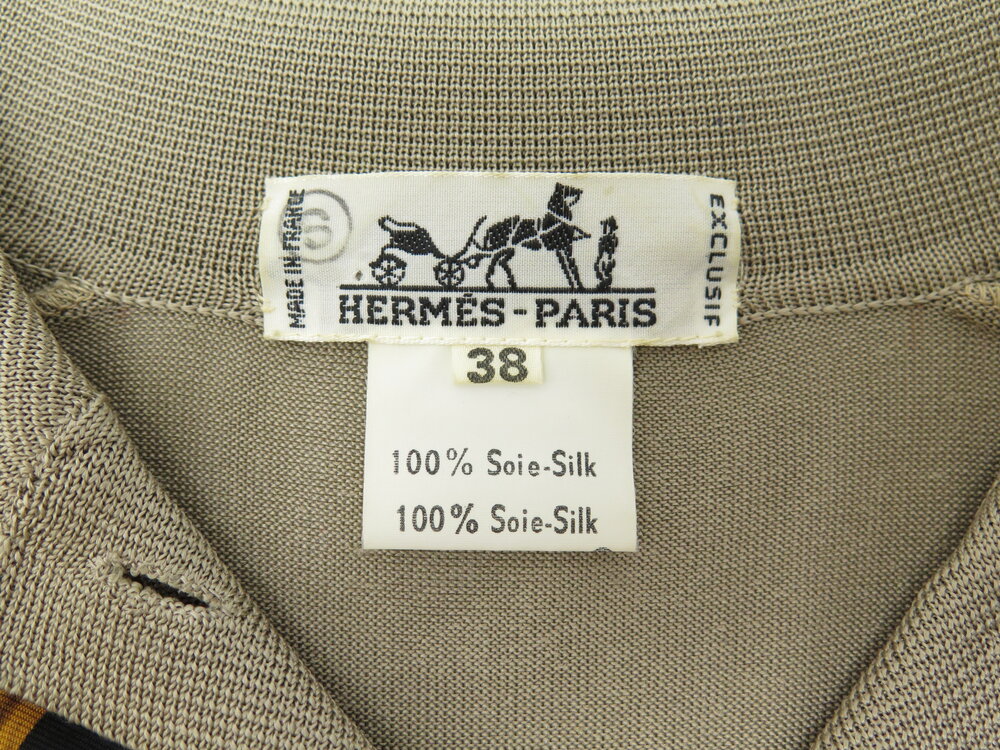 MADE IN FRANCE
S
HERMÈS-PARIS
EXCLUSIF
38
100% Soie-Silk
100% Soie-Silk